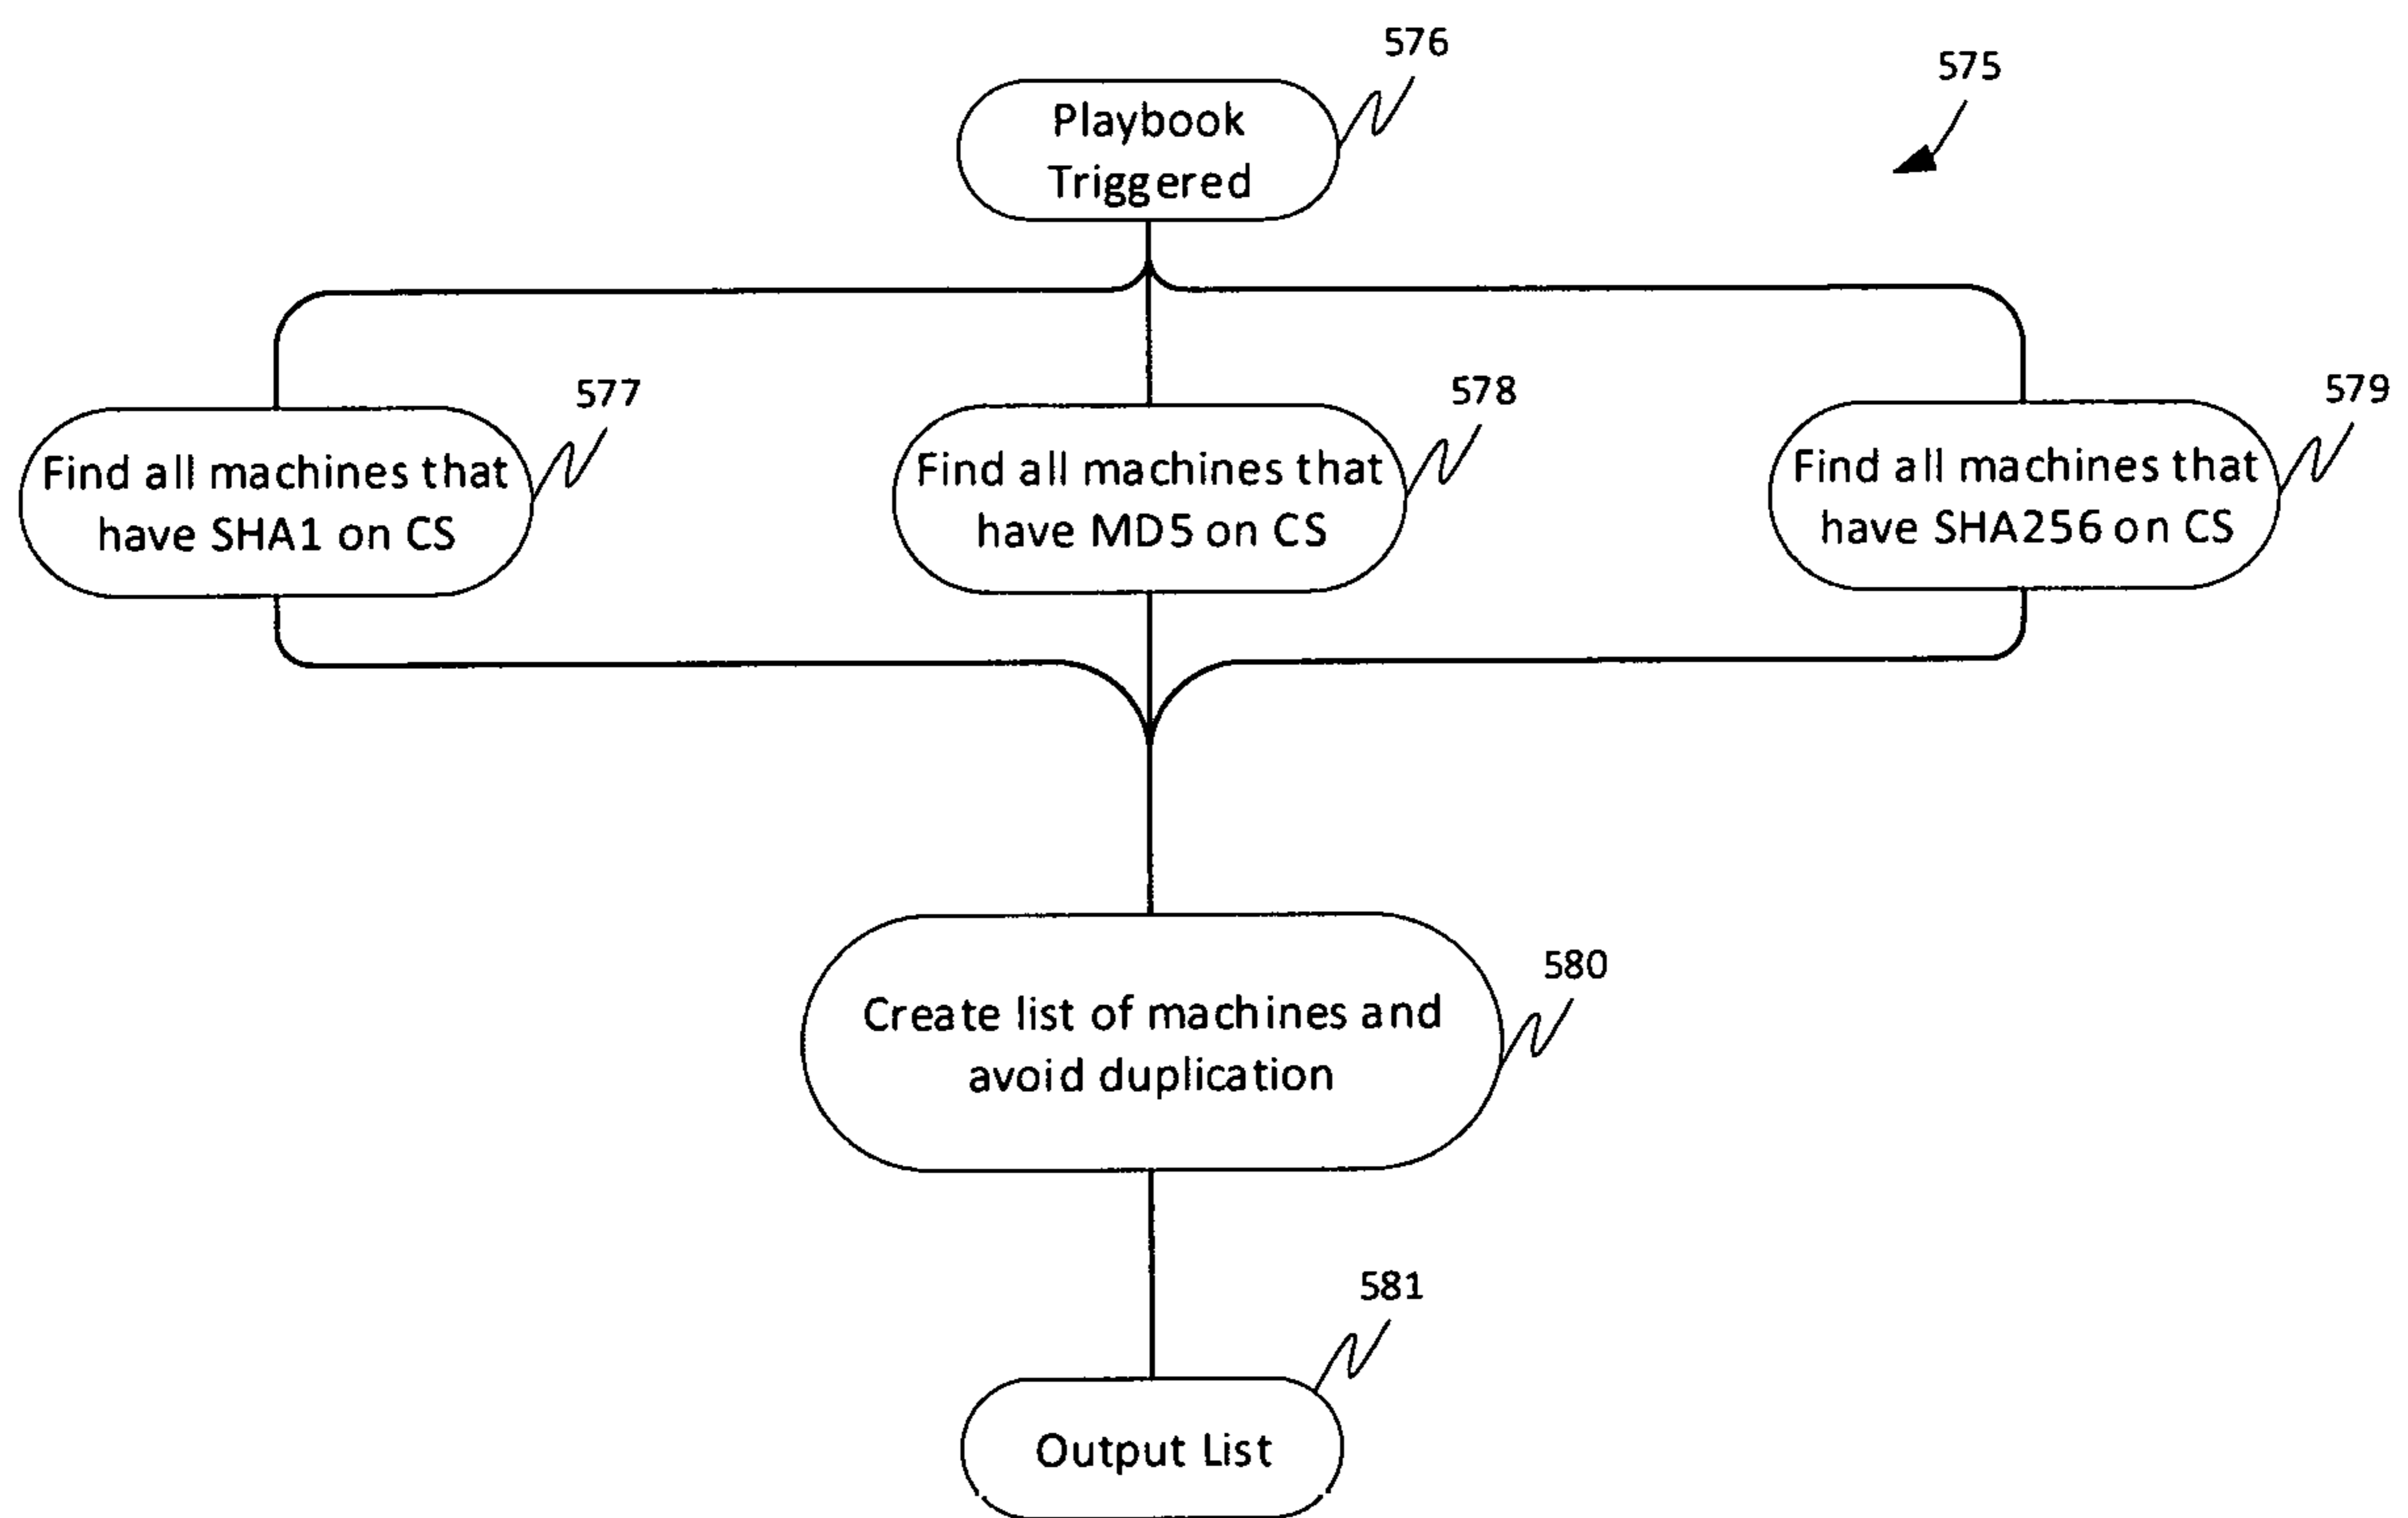 576
575
Playbook
Triggered
577
578
579
Find all machines that
have SHA1 on CS
Find all machines that
have MD5 on CS
Find all machines that
have SHA256 on CS
580
Create list of machines and
avoid duplication
581
Output List